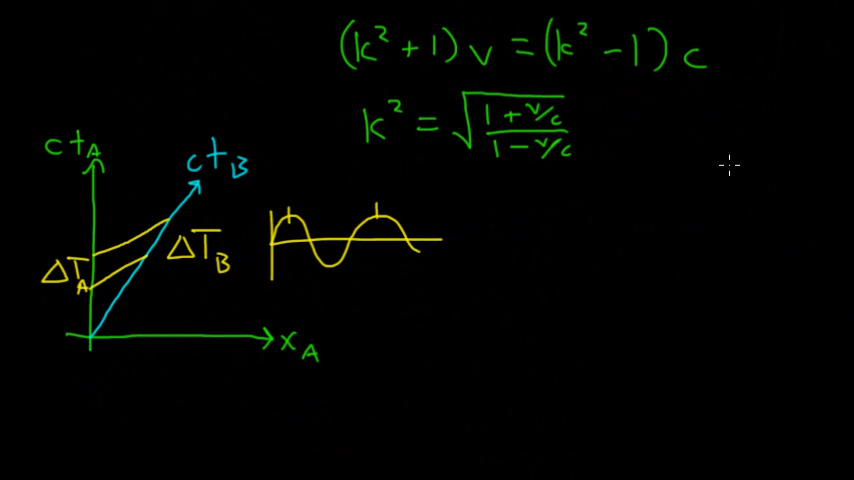 (k² + 1) v = (k² - 1) c
k² = √((1 + v/c)/(1 - v/c))
ct_A
ct_B
ΔT_A
ΔT_B
x_A